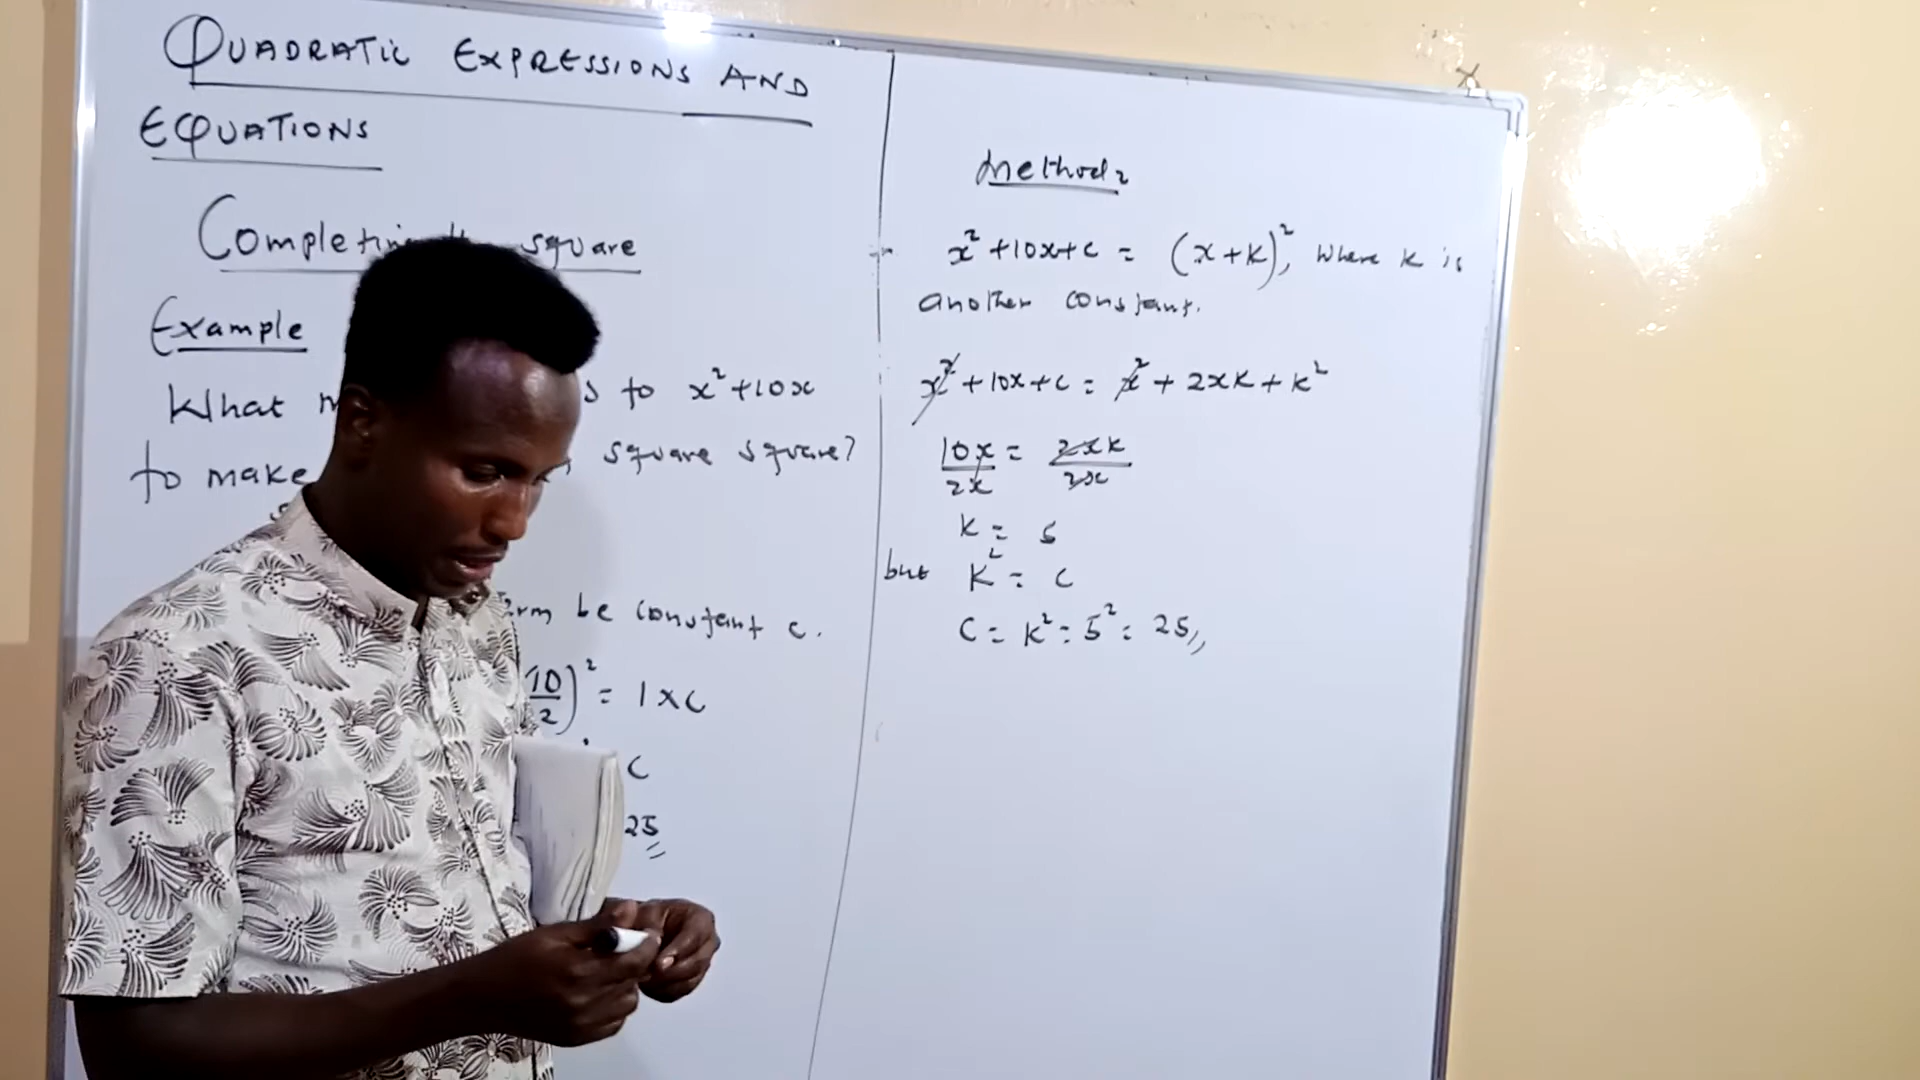 QUADRATIC EXPRESSIONS AND
EQUATIONS
Completing square
Example
What to x²+10x
to make square square?
be constant c.
(10/2)² = 1 x c
c
25
Method 2
x²+10x+c = (x+k)², where k is
another constant.
x²+10x+c = x² + 2xk + k²
10x/2x = 2xk/2x
k = 5
but k² = c
c = k² = 5² = 25